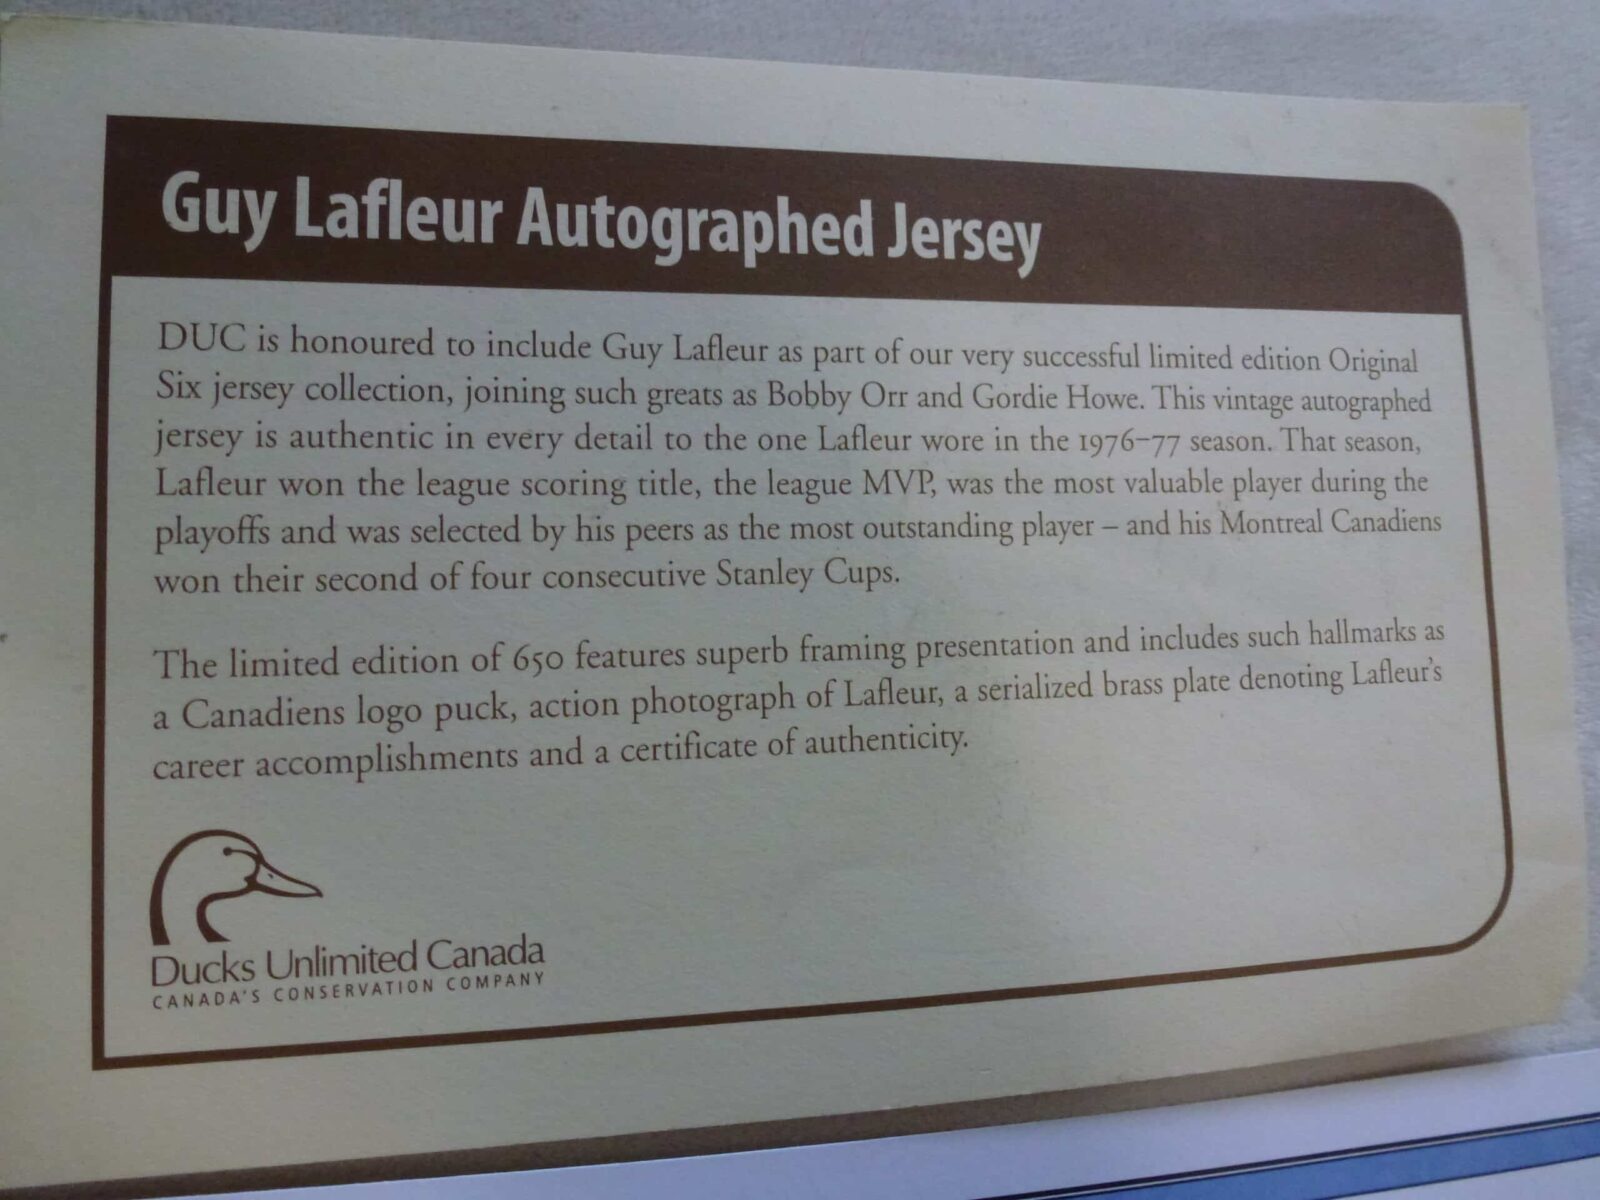 Guy Lafleur Autographed Jersey
DUC is honoured to include Guy Lafleur as part of our very successful limited edition Original
Six jersey collection, joining such greats as Bobby Orr and Gordie Howe. This vintage autographed
jersey is authentic in every detail to the one Lafleur wore in the 1976–77 season. That season,
Lafleur won the league scoring title, the league MVP, was the most valuable player during the
playoffs and was selected by his peers as the most outstanding player – and his Montreal Canadiens
won their second of four consecutive Stanley Cups.
The limited edition of 650 features superb framing presentation and includes such hallmarks as
a Canadiens logo puck, action photograph of Lafleur, a serialized brass plate denoting Lafleur's
career accomplishments and a certificate of authenticity.
Ducks Unlimited Canada
CANADA'S CONSERVATION COMPANY